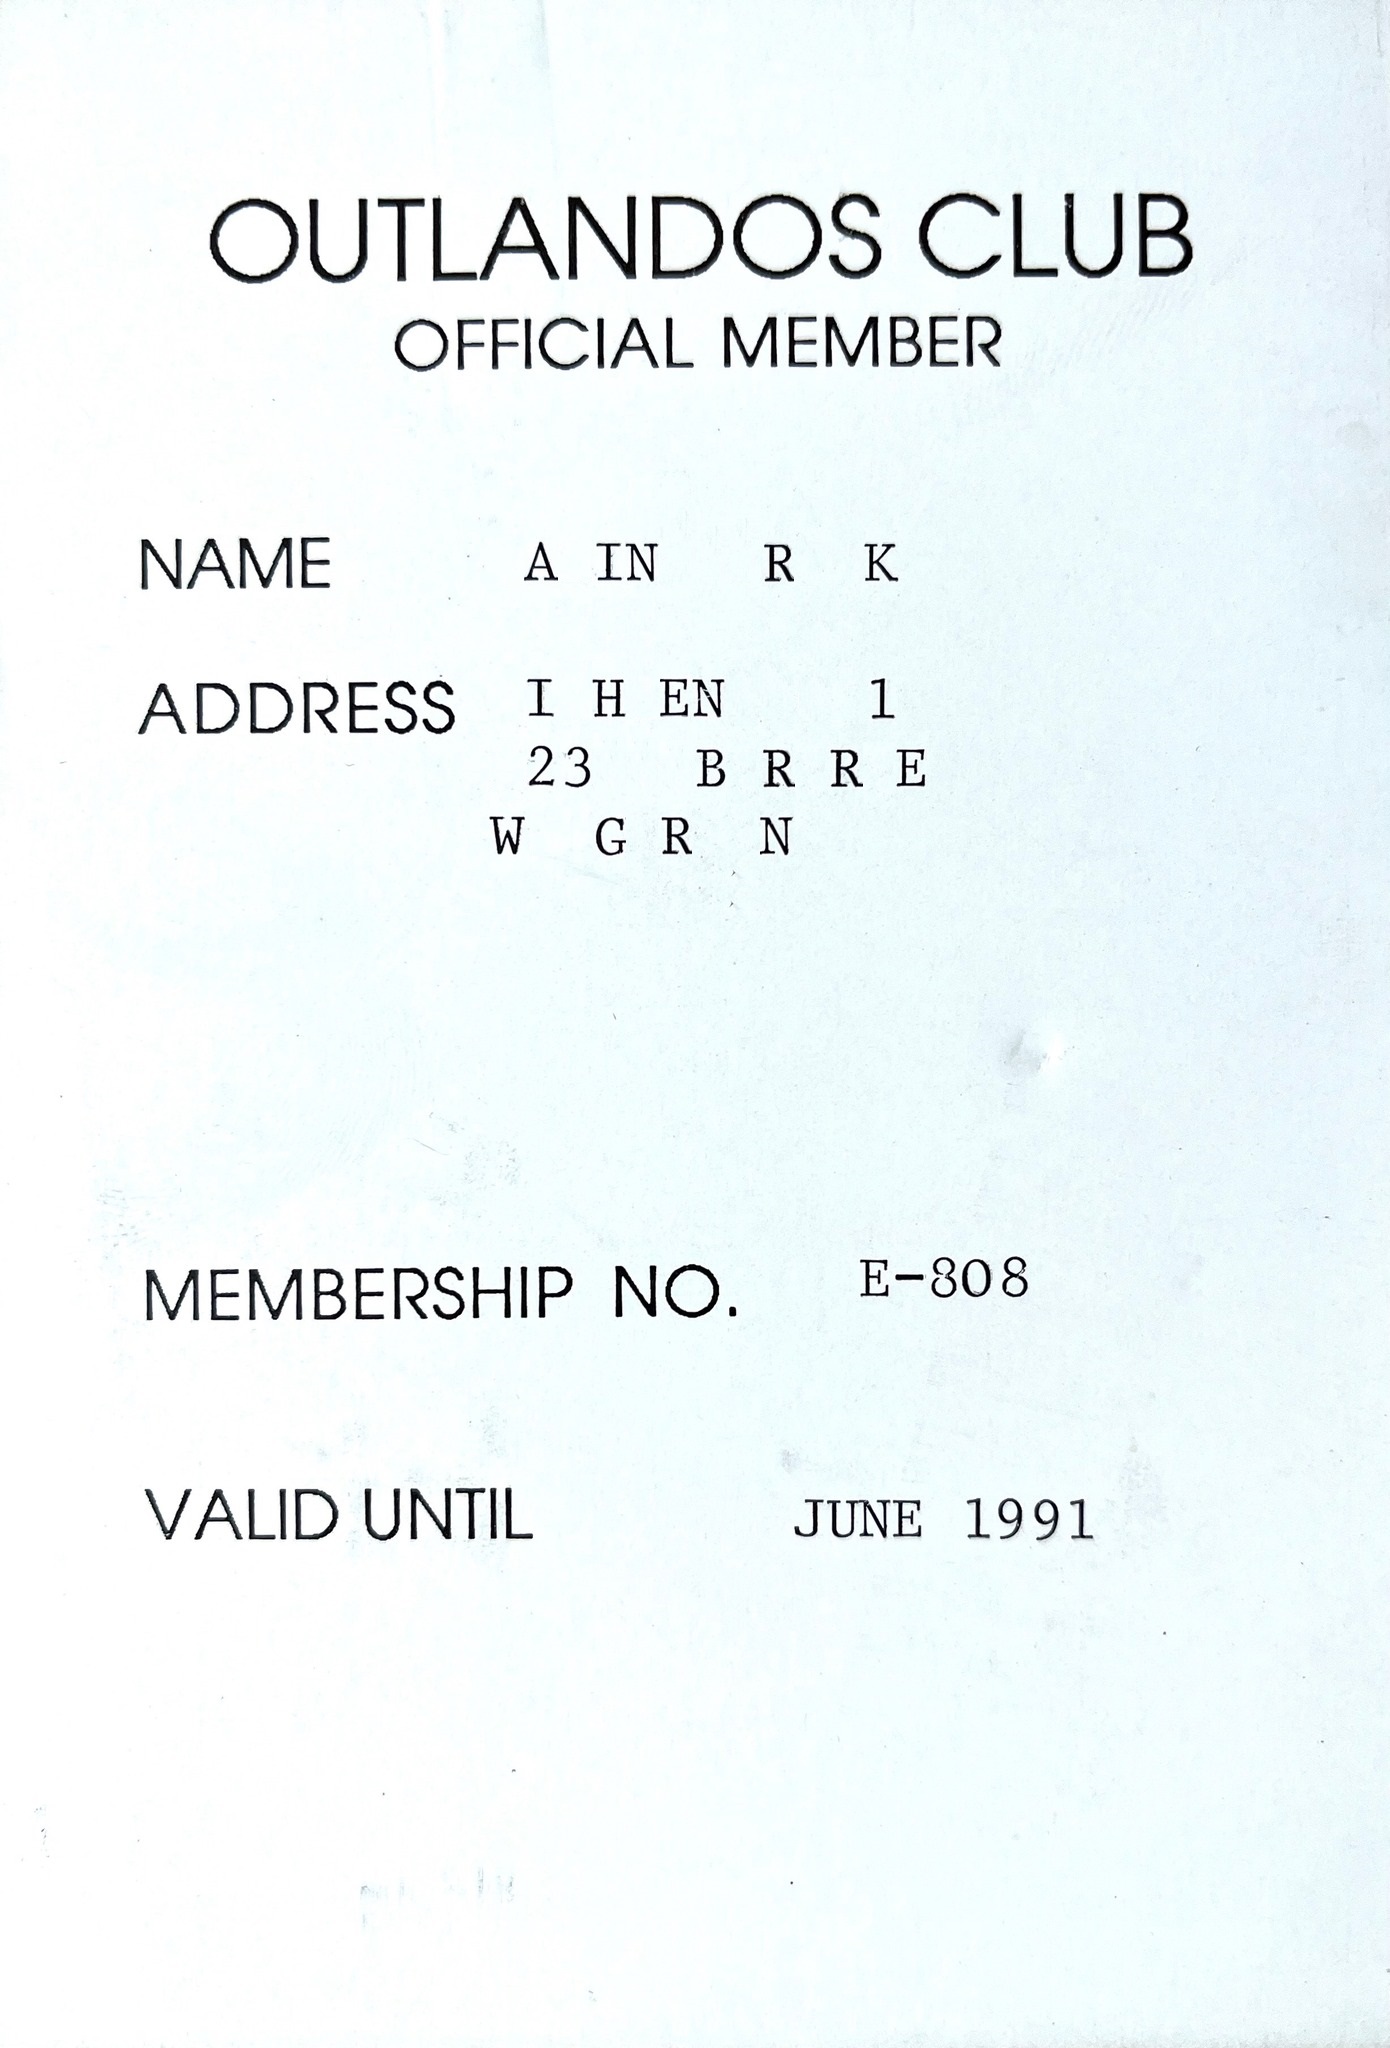 OUTLANDOS CLUB
OFFICIAL MEMBER
NAME A IN R K
ADDRESS I H EN 1
23 B R R E
W G R N
MEMBERSHIP NO. E-808
VALID UNTIL JUNE 1991